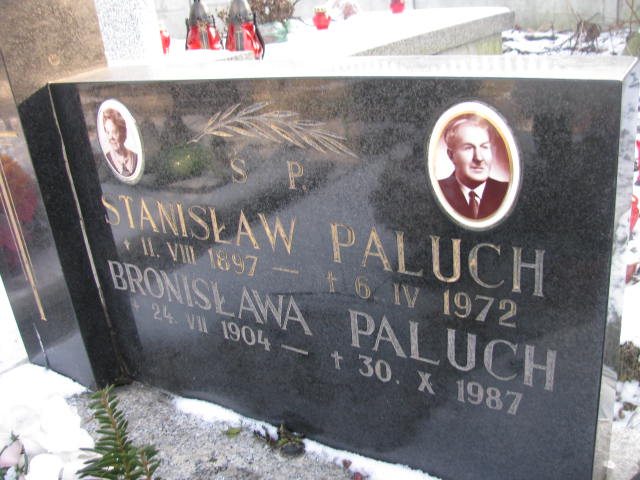 Ś P.
STANISŁAW PALUCH
* 11. VIII 1897 — † 6. IV 1972
BRONISŁAWA PALUCH
* 24. VII 1904 — † 30. X 1987